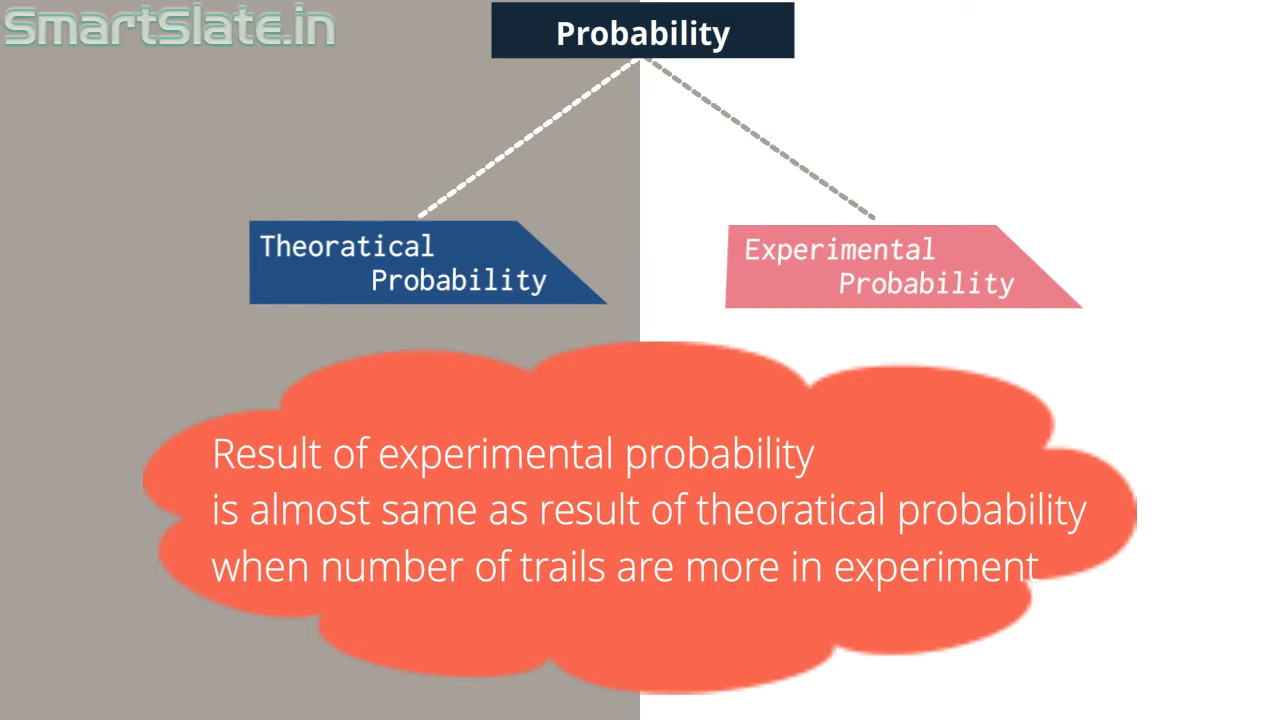 SmartSlate.in
Probability
Theoratical
Probability
Experimental
Probability
Result of experimental probability
is almost same as result of theoratical probability
when number of trails are more in experiment